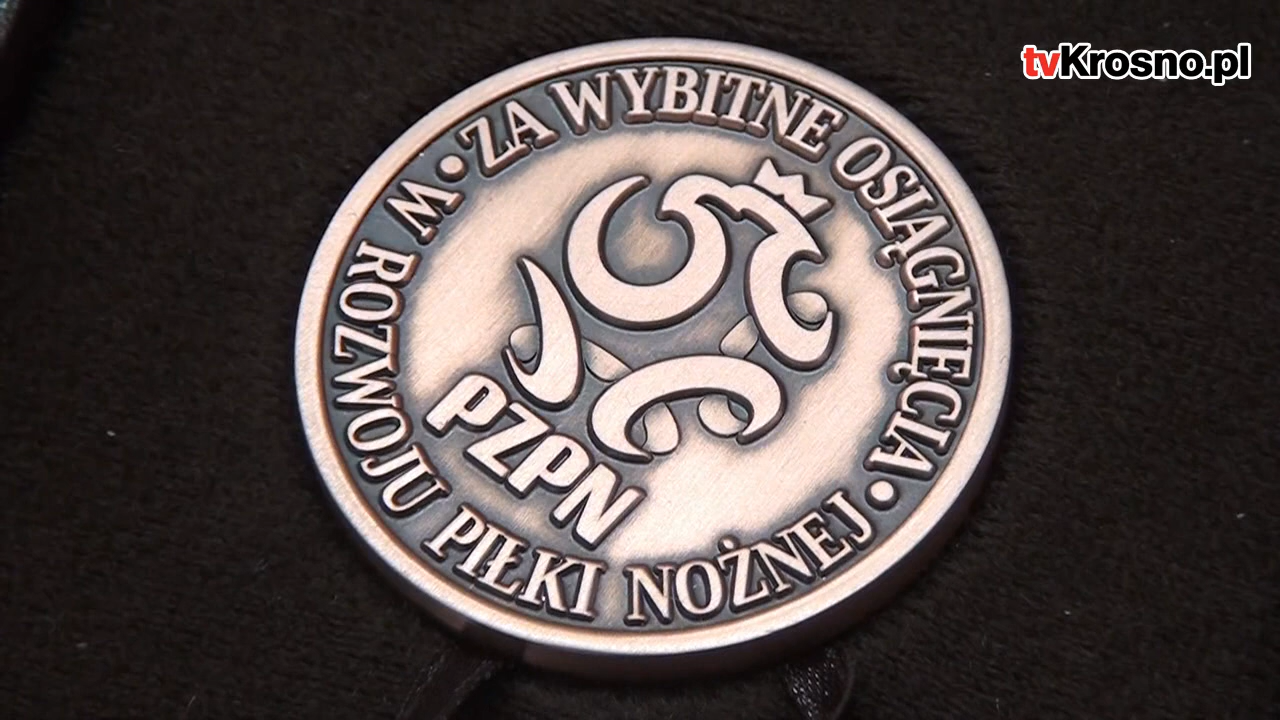 tvKrosno.pl
• ZA WYBITNE OSIĄGNIĘCIA •
W ROZWOJU PIŁKI NOŻNEJ
PZPN